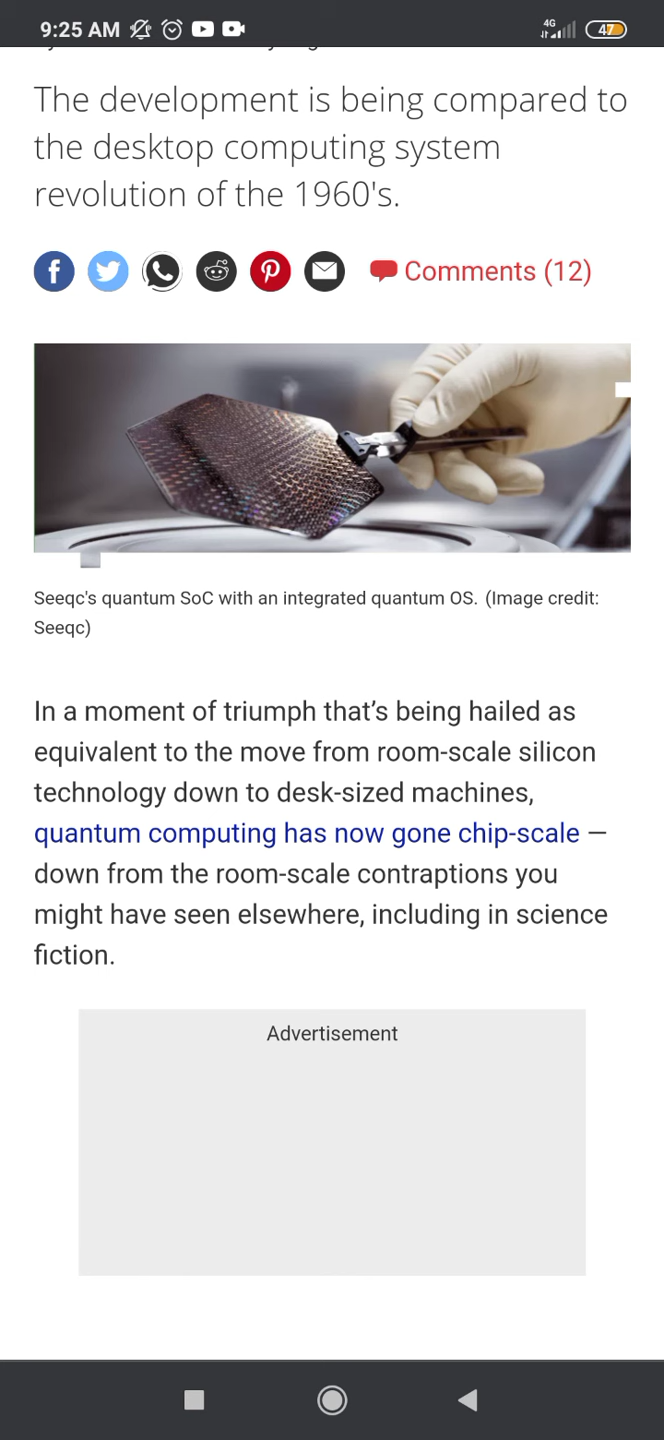 9:25 AM
4G
47
The development is being compared to
the desktop computing system
revolution of the 1960's.
Comments (12)
Seeqc's quantum SoC with an integrated quantum OS. (Image credit:
Seeqc)
In a moment of triumph that’s being hailed as
equivalent to the move from room-scale silicon
technology down to desk-sized machines,
quantum computing has now gone chip-scale —
down from the room-scale contraptions you
might have seen elsewhere, including in science
fiction.
Advertisement